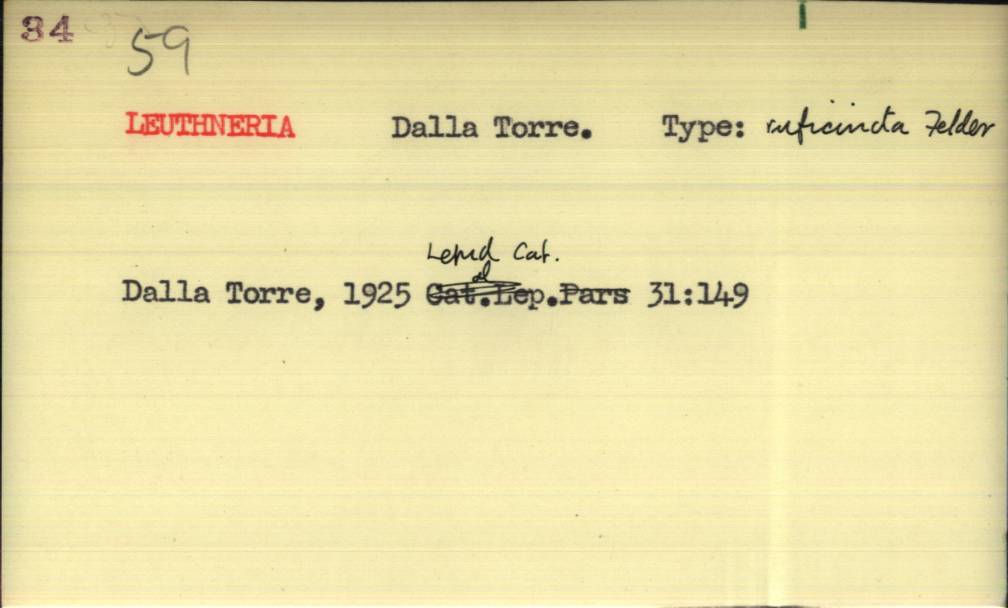 34
59
LEUTHNERIA Dalla Torre. Type: ruficincta Felder
Lepid Cat.
Dalla Torre, 1925 Cat.Lep.Pars 31:149